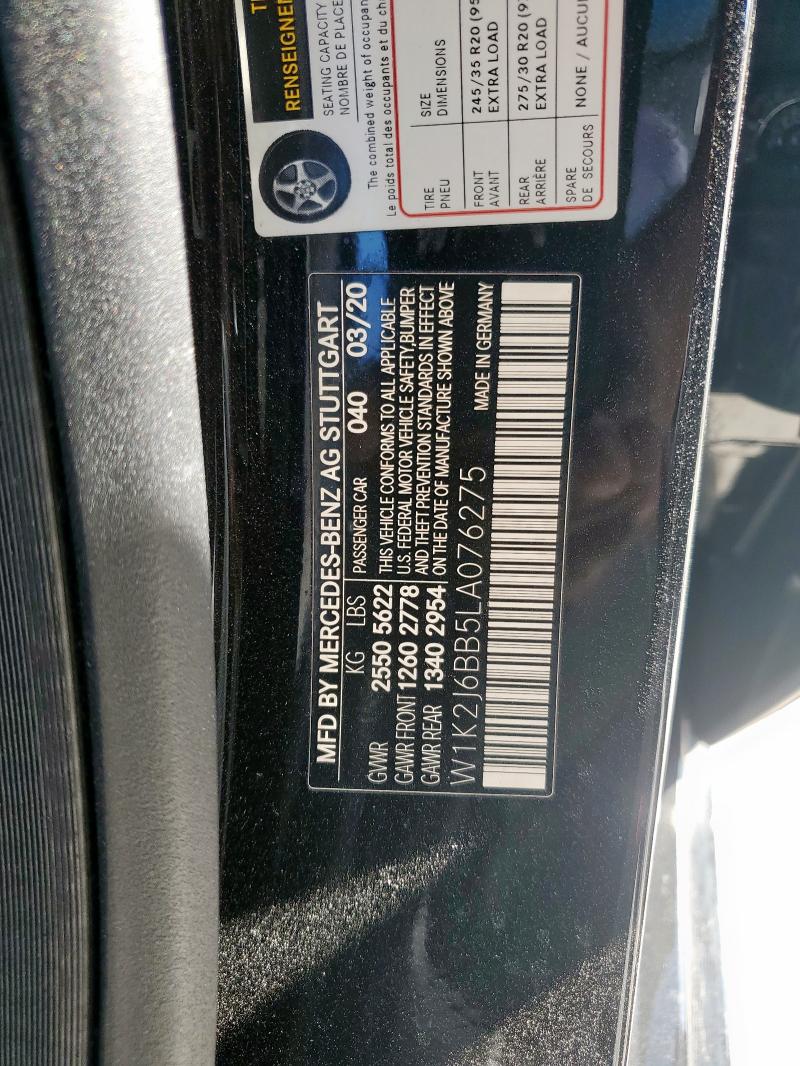 RENSEIGNE
SEATING CAPACITY
NOMBRE DE PLACE
The combined weight of occupan
Le poids total des occupants et du ch
TIRE SIZE
PNEU DIMENSIONS
FRONT 245/35 R20 (95
AVANT EXTRA LOAD
REAR 275/30 R20 (9
ARRIÈRE EXTRA LOAD
SPARE NONE / AUCU
DE SECOURS
MFD BY MERCEDES-BENZ AG STUTTGART
KG LBS PASSENGER CAR 040 03/20
GVWR 2550 5622 THIS VEHICLE CONFORMS TO ALL APPLICABLE
GAWR FRONT 1260 2778 U.S. FEDERAL MOTOR VEHICLE SAFETY,BUMPER
GAWR REAR 1340 2954 AND THEFT PREVENTION STANDARDS IN EFFECT
ON THE DATE OF MANUFACTURE SHOWN ABOVE
W1K2J6BB5LA076275 MADE IN GERMANY